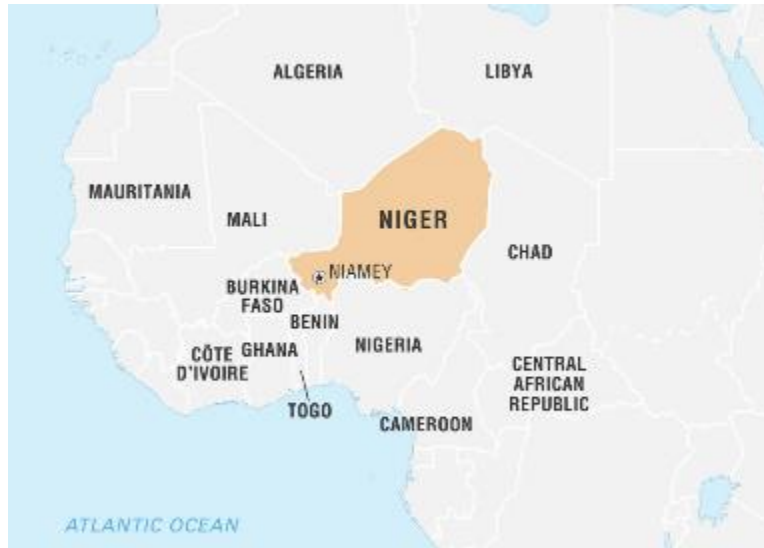 ALGERIA
LIBYA
MAURITANIA
MALI
NIGER
CHAD
NIAMEY
BURKINA
FASO
BENIN
NIGERIA
CÔTE
D'IVOIRE
GHANA
TOGO
CAMEROON
CENTRAL
AFRICAN
REPUBLIC
ATLANTIC OCEAN